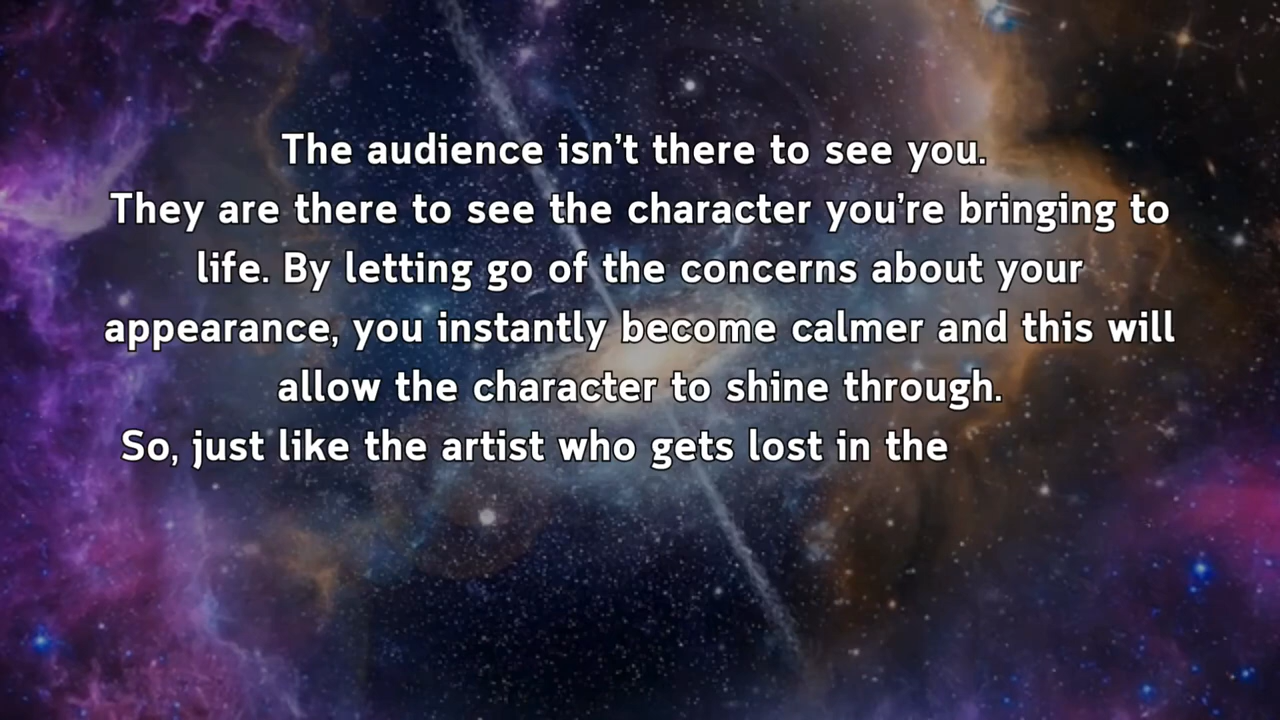 The audience isn’t there to see you.
They are there to see the character you’re bringing to
life. By letting go of the concerns about your
appearance, you instantly become calmer and this will
allow the character to shine through.
So, just like the artist who gets lost in the